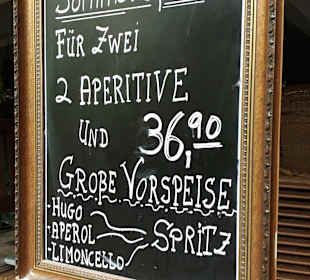 Für Zwei
2 Aperitive
und 36,90
Große Vorspeise
- Hugo
- Aperol Spritz
- Limoncello